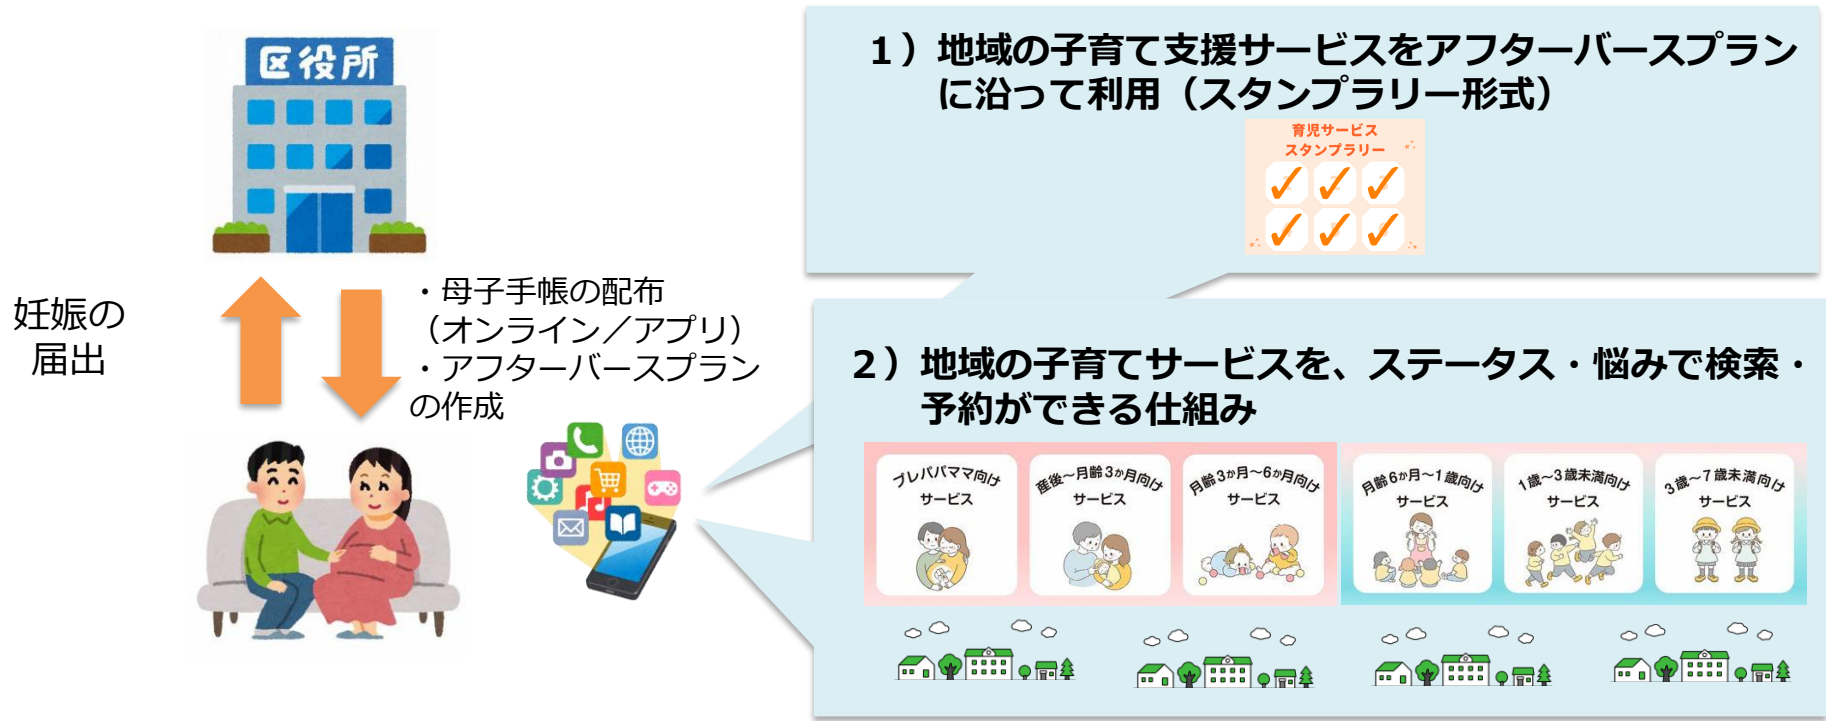 区役所
妊娠の
届出
・母子手帳の配布
（オンライン／アプリ）
・アフターバースプラン
の作成
１）地域の子育て支援サービスをアフターバースプラン
に沿って利用（スタンプラリー形式）
育児サービス
スタンプラリー
２）地域の子育てサービスを、ステータス・悩みで検索・
予約ができる仕組み
プレパパママ向け
サービス
産後～月齢3か月向け
サービス
月齢3か月～6か月向け
サービス
月齢6か月～1歳向け
サービス
1歳～3歳未満向け
サービス
3歳～7歳未満向け
サービス